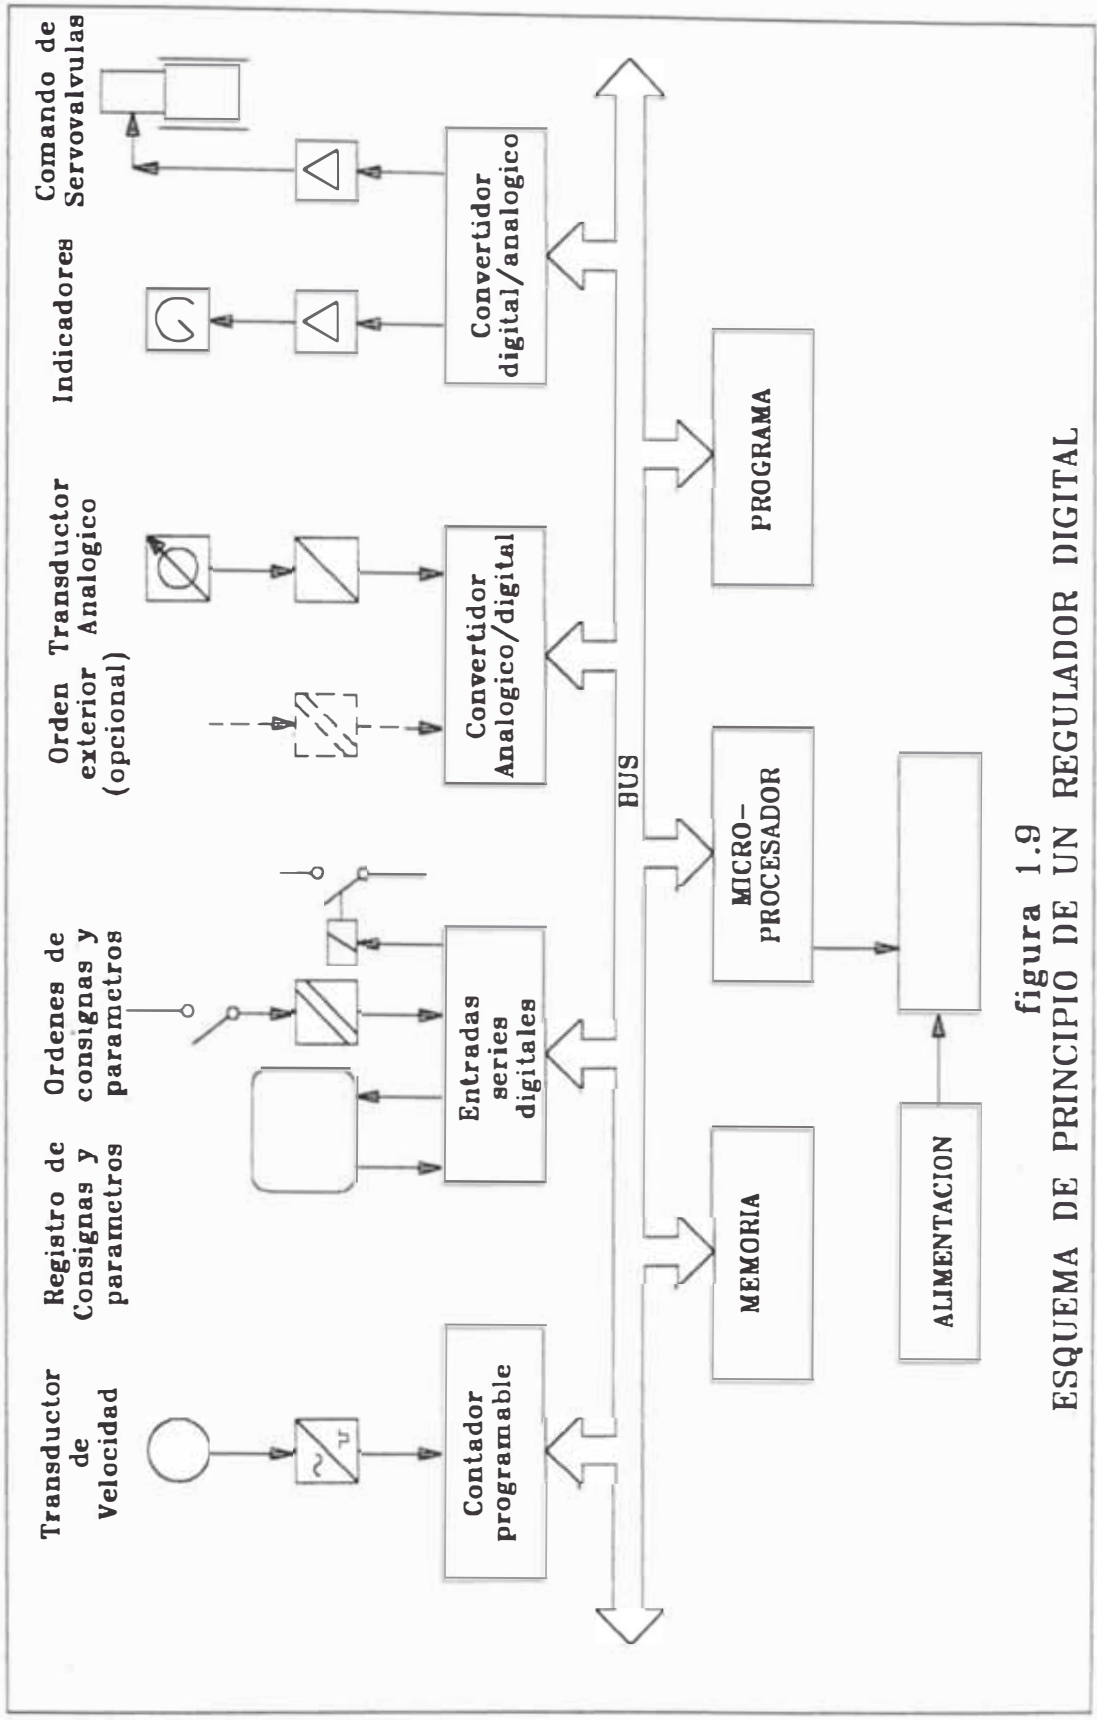 Transductor
de
Velocidad
Registro de
Consignas y
parametros
Ordenes de
consignas y
parametros
Orden
exterior
(opcional)
Transductor
Analogico
Indicadores
Comando de
Servovalvulas
Contador
programable
Entradas
series
digitales
Convertidor
Analogico/digital
Convertidor
digital/analogico
BUS
MEMORIA
MICRO-
PROCESADOR
PROGRAMA
ALIMENTACION
figura 1.9
ESQUEMA DE PRINCIPIO DE UN REGULADOR DIGITAL